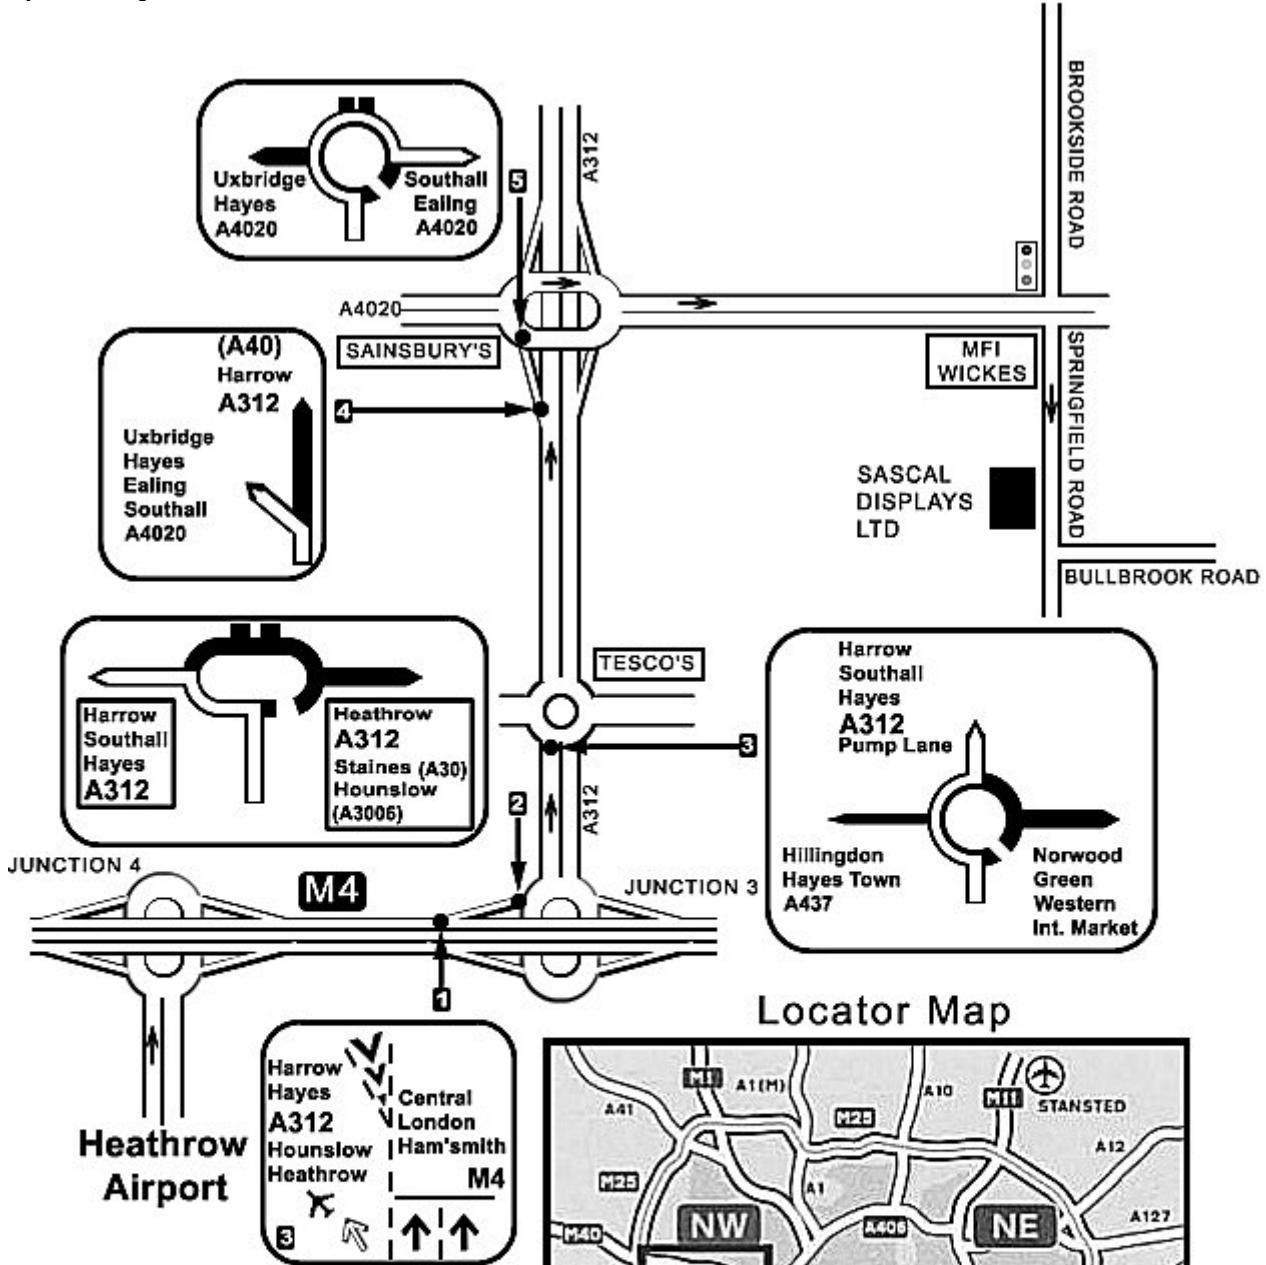 BROOKSIDE ROAD
A312
Uxbridge
Hayes
A4020
Southall
Ealing
A4020
5
A4020
SAINSBURY'S
MFI
WICKES
SPRINGFIELD ROAD
(A40)
Harrow
A312
Uxbridge
Hayes
Ealing
Southall
A4020
4
SASCAL
DISPLAYS
LTD
BULLBROOK ROAD
TESCO'S
Harrow
Southall
Hayes
A312
Heathrow
A312
Staines (A30)
Hounslow
(A3006)
3
Harrow
Southall
Hayes
A312
Pump Lane
Hillingdon
Hayes Town
A437
Norwood
Green
Western
Int. Market
2
A312
JUNCTION 4
M4
JUNCTION 3
1
Heathrow
Airport
Harrow
Hayes
A312
Hounslow
Heathrow
3
Central
London
Ham'smith
M4
Locator Map
M1
A1(M)
A10
M11
STANSTED
A41
M25
A12
M25
A1
NW
A406
NE
A127
M40